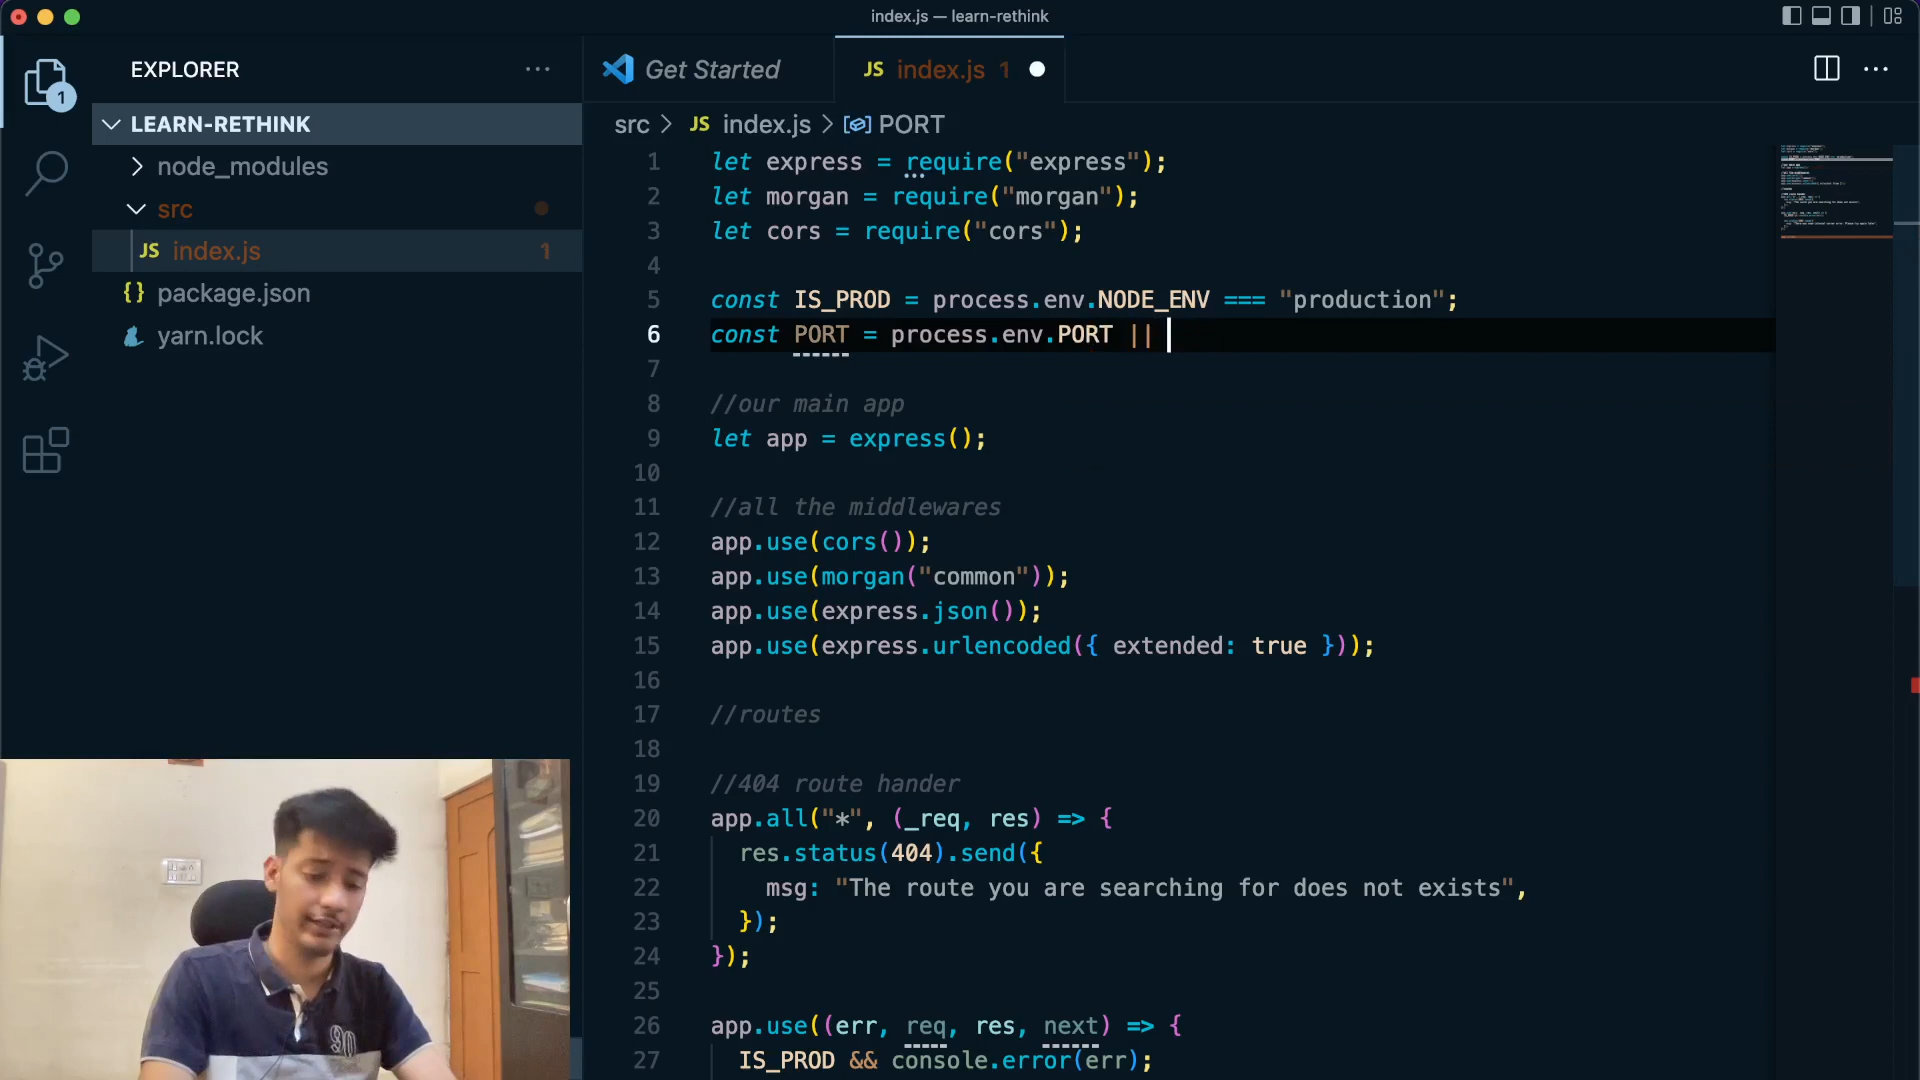 index.js — learn-rethink
EXPLORER
Get Started
JS index.js 1
1
LEARN-RETHINK
src > JS index.js > PORT
node_modules
src
JS index.js 1
package.json
yarn.lock
1 let express = require("express");
2 let morgan = require("morgan");
3 let cors = require("cors");
4
5 const IS_PROD = process.env.NODE_ENV === "production";
6 const PORT = process.env.PORT ||
7
8 //our main app
9 let app = express();
10
11 //all the middlewares
12 app.use(cors());
13 app.use(morgan("common"));
14 app.use(express.json());
15 app.use(express.urlencoded({ extended: true }));
16
17 //routes
18
19 //404 route hander
20 app.all("*", (_req, res) => {
21 res.status(404).send({
22 msg: "The route you are searching for does not exists",
23 });
24 });
25
26 app.use((err, req, res, next) => {
27 IS_PROD && console.error(err);